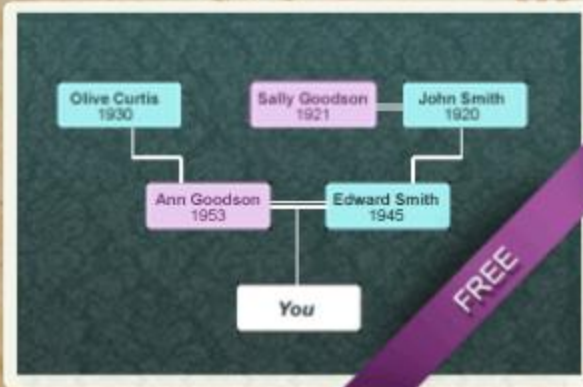 Olive Curtis
1930
Sally Goodson
1921
John Smith
1920
Ann Goodson
1953
Edward Smith
1945
You
FREE